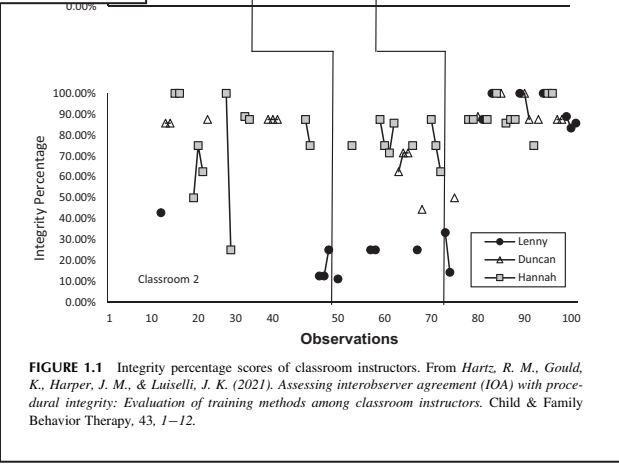 0.00%
100.00%
90.00%
80.00%
70.00%
60.00%
50.00%
40.00%
30.00%
20.00%
10.00%
0.00%
Integrity Percentage
Classroom 2
Lenny
Duncan
Hannah
1 10 20 30 40 50 60 70 80 90 100
Observations
FIGURE 1.1 Integrity percentage scores of classroom instructors. From Hartz, R. M., Gould,
K., Harper, J. M., & Luiselli, J. K. (2021). Assessing interobserver agreement (IOA) with proce-
dural integrity: Evaluation of training methods among classroom instructors. Child & Family
Behavior Therapy, 43, 1–12.